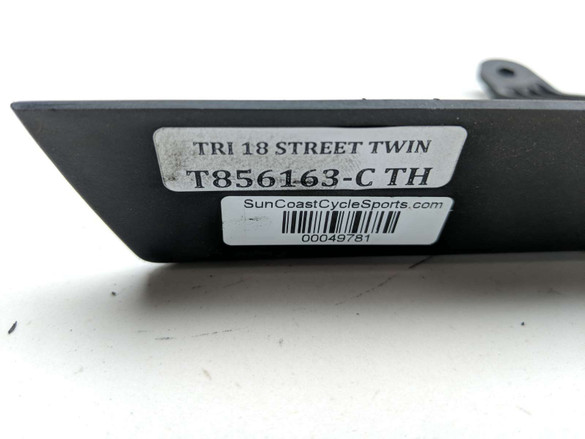 TRI 18 STREET TWIN
T856163-C TH
SunCoastCycleSports.com
00049781